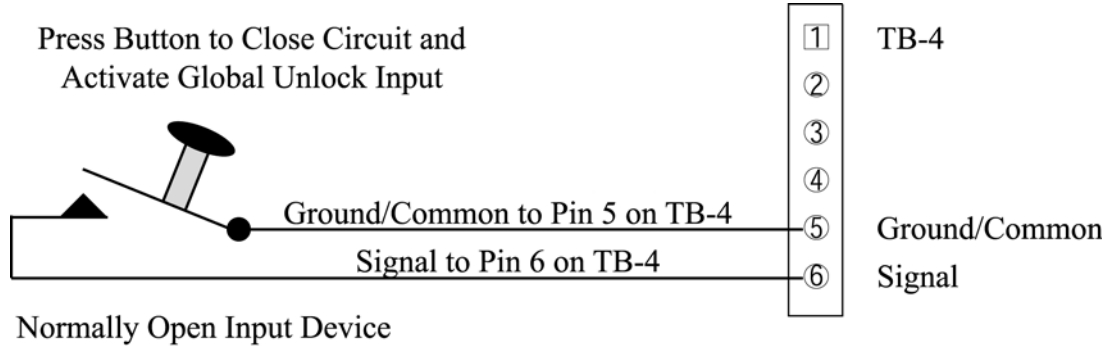 Press Button to Close Circuit and
Activate Global Unlock Input
1
TB-4
2
3
4
Ground/Common to Pin 5 on TB-4
5
Ground/Common
Signal to Pin 6 on TB-4
6
Signal
Normally Open Input Device